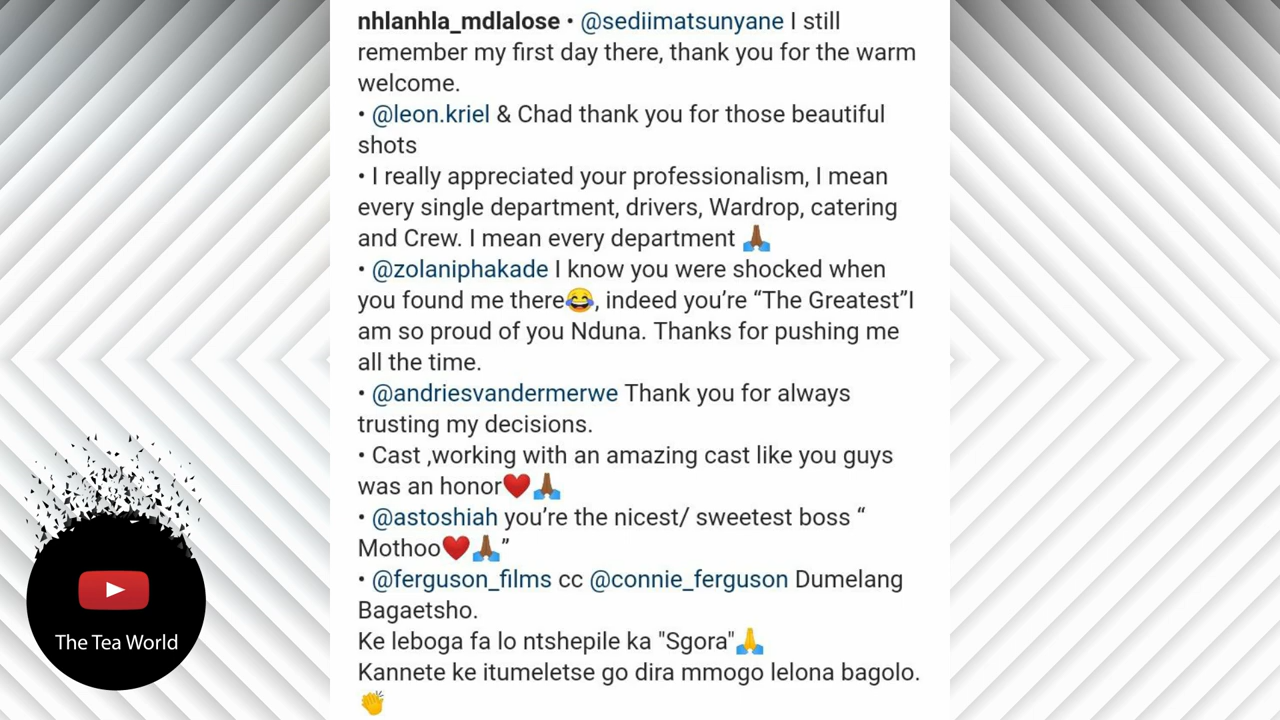 nhlanhla_mdlalose • @sediimatsunyane I still
remember my first day there, thank you for the warm
welcome.
• @leon.kriel & Chad thank you for those beautiful
shots
• I really appreciated your professionalism, I mean
every single department, drivers, Wardrop, catering
and Crew. I mean every department 🙏🏾
• @zolaniphakade I know you were shocked when
you found me there😂, indeed you’re “The Greatest”I
am so proud of you Nduna. Thanks for pushing me
all the time.
• @andriesvandermerwe Thank you for always
trusting my decisions.
• Cast ,working with an amazing cast like you guys
was an honor❤️🙏🏾
• @astoshiah you’re the nicest/ sweetest boss “
Mothoo❤️🙏🏾”
• @ferguson_films cc @connie_ferguson Dumelang
Bagaetsho.
Ke leboga fa lo ntshepile ka "Sgora"🙏
Kannete ke itumeletse go dira mmogo lelona bagolo.
👏
The Tea World